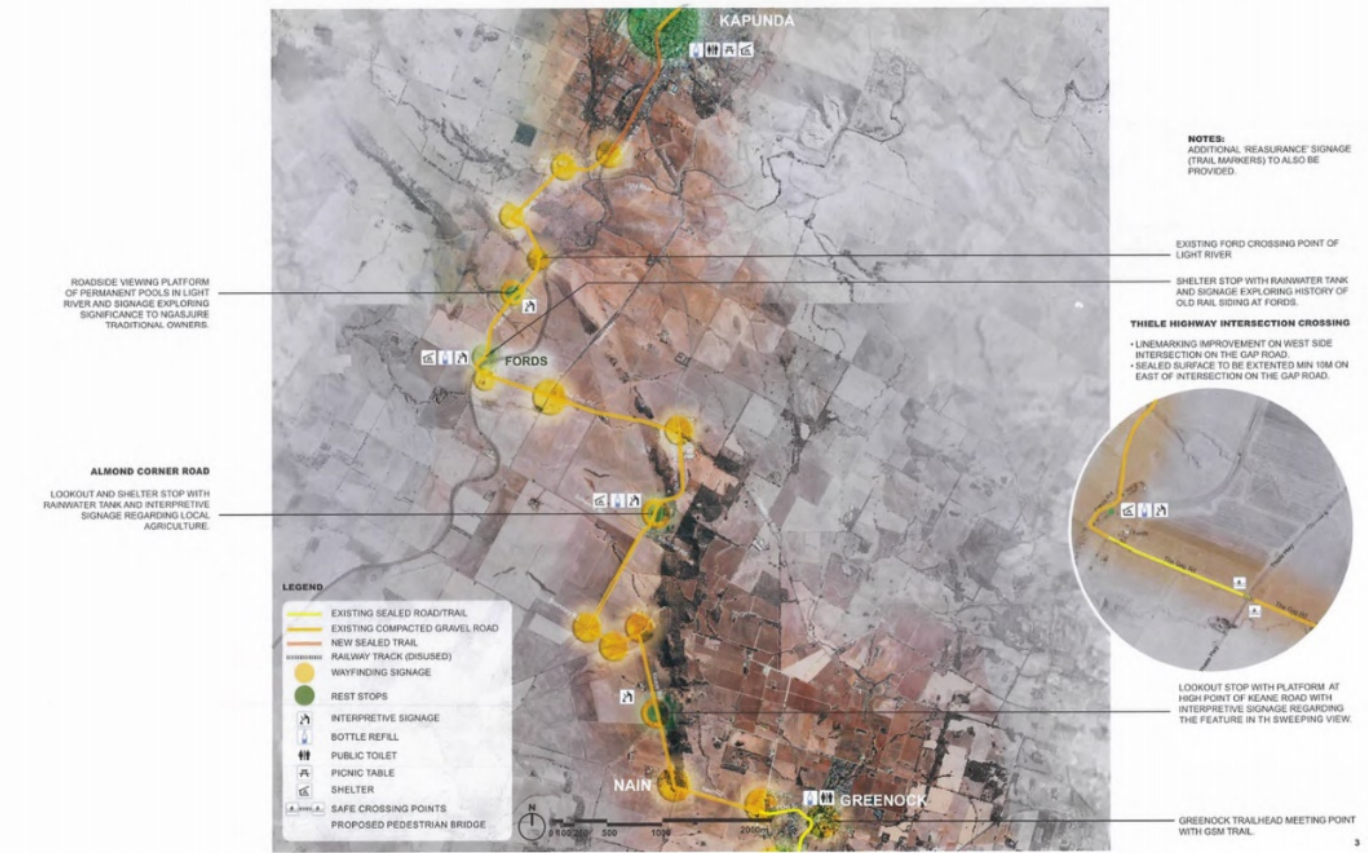 KAPUNDA
NOTES:
ADDITIONAL 'REASURANCE' SIGNAGE
(TRAIL MARKERS) TO ALSO BE
PROVIDED.
EXISTING FORD CROSSING POINT OF
LIGHT RIVER
ROADSIDE VIEWING PLATFORM
OF PERMANENT POOLS IN LIGHT
RIVER AND SIGNAGE EXPLORING
SIGNIFICANCE TO NGASJURE
TRADITIONAL OWNERS.
SHELTER STOP WITH RAINWATER TANK
AND SIGNAGE EXPLORING HISTORY OF
OLD RAIL SIDING AT FORDS.
THIELE HIGHWAY INTERSECTION CROSSING
• LINEMARKING IMPROVEMENT ON WEST SIDE
INTERSECTION ON THE GAP ROAD.
• SEALED SURFACE TO BE EXTENTED MIN 10M ON
EAST OF INTERSECTION ON THE GAP ROAD.
FORDS
ALMOND CORNER ROAD
LOOKOUT AND SHELTER STOP WITH
RAINWATER TANK AND INTERPRETIVE
SIGNAGE REGARDING LOCAL
AGRICULTURE.
The Gap Rd
The Gap Rd
LEGEND
EXISTING SEALED ROAD/TRAIL
EXISTING COMPACTED GRAVEL ROAD
NEW SEALED TRAIL
RAILWAY TRACK (DISUSED)
WAYFINDING SIGNAGE
REST STOPS
INTERPRETIVE SIGNAGE
BOTTLE REFILL
PUBLIC TOILET
PICNIC TABLE
SHELTER
SAFE CROSSING POINTS
PROPOSED PEDESTRIAN BRIDGE
LOOKOUT STOP WITH PLATFORM AT
HIGH POINT OF KEANE ROAD WITH
INTERPRETIVE SIGNAGE REGARDING
THE FEATURE IN TH SWEEPING VIEW.
NAIN
GREENOCK
N
500 1000 2000m
GREENOCK TRAILHEAD MEETING POINT
WITH GSM TRAIL.
3